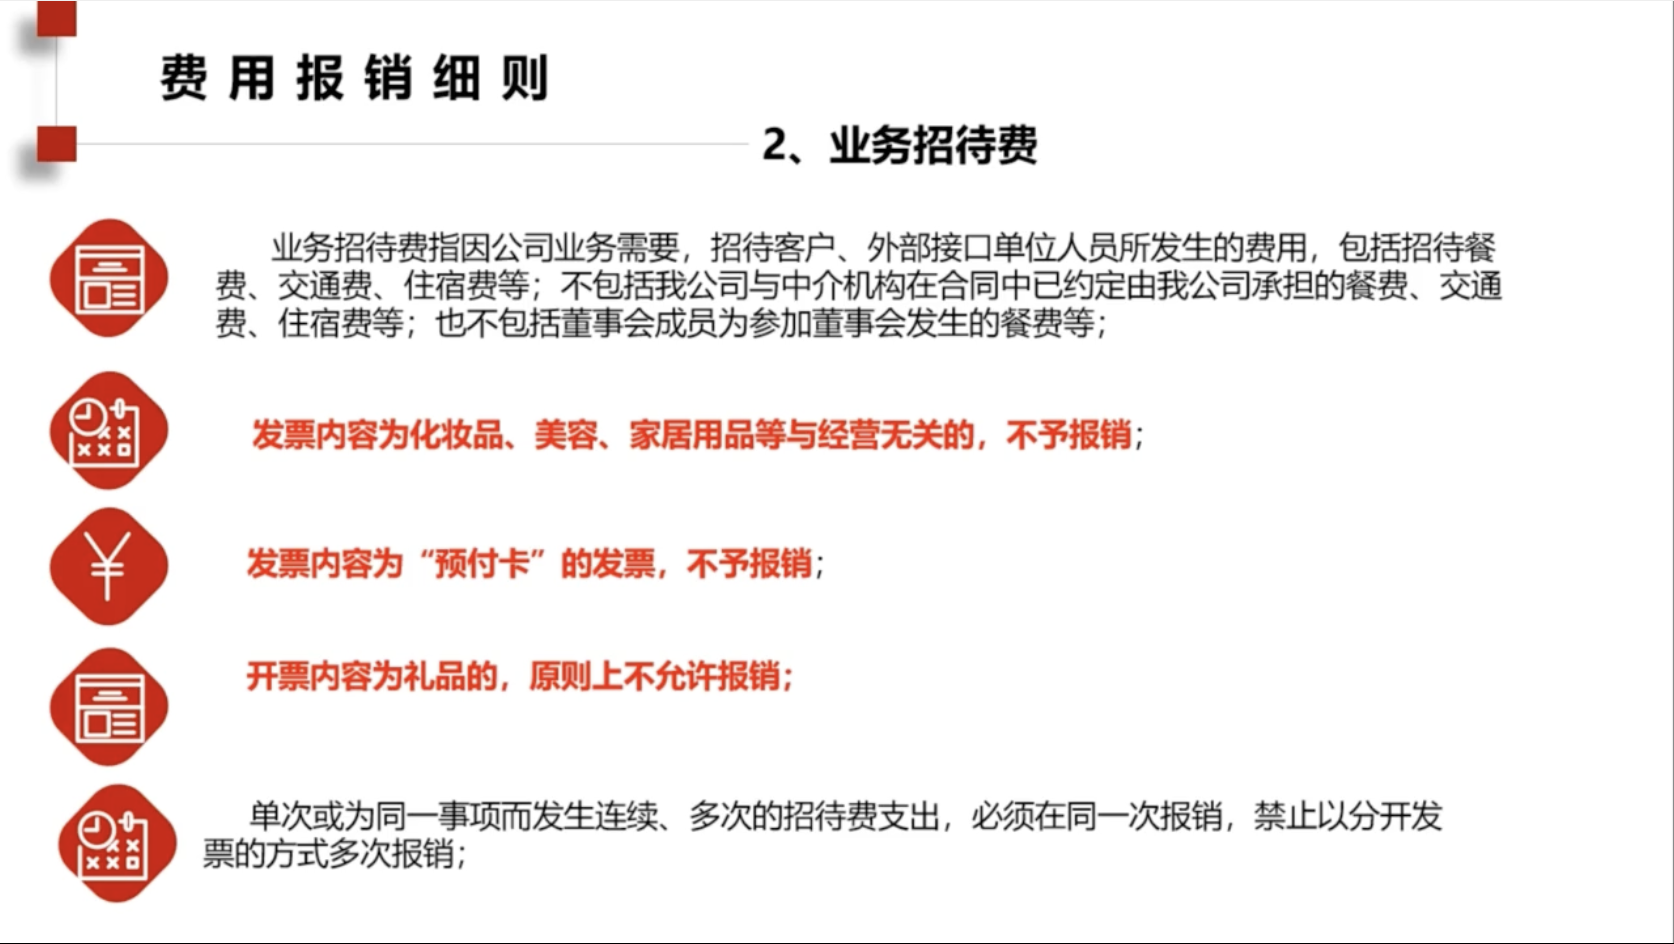 费用报销细则
2、业务招待费
业务招待费指因公司业务需要，招待客户、外部接口单位人员所发生的费用，包括招待餐
费、交通费、住宿费等；不包括我公司与中介机构在合同中已约定由我公司承担的餐费、交通
费、住宿费等；也不包括董事会成员为参加董事会发生的餐费等；
发票内容为化妆品、美容、家居用品等与经营无关的，不予报销；
发票内容为“预付卡”的发票，不予报销；
开票内容为礼品的，原则上不允许报销；
单次或为同一事项而发生连续、多次的招待费支出，必须在同一次报销，禁止以分开发
票的方式多次报销；